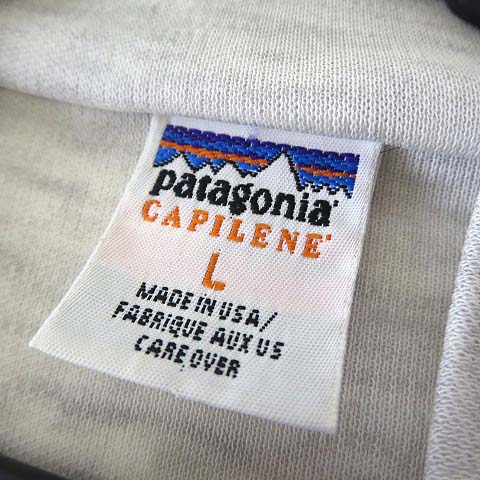 patagonia®
CAPILENE®
L
MADE IN USA/
FABRIQUE AUX US
CARE OVER